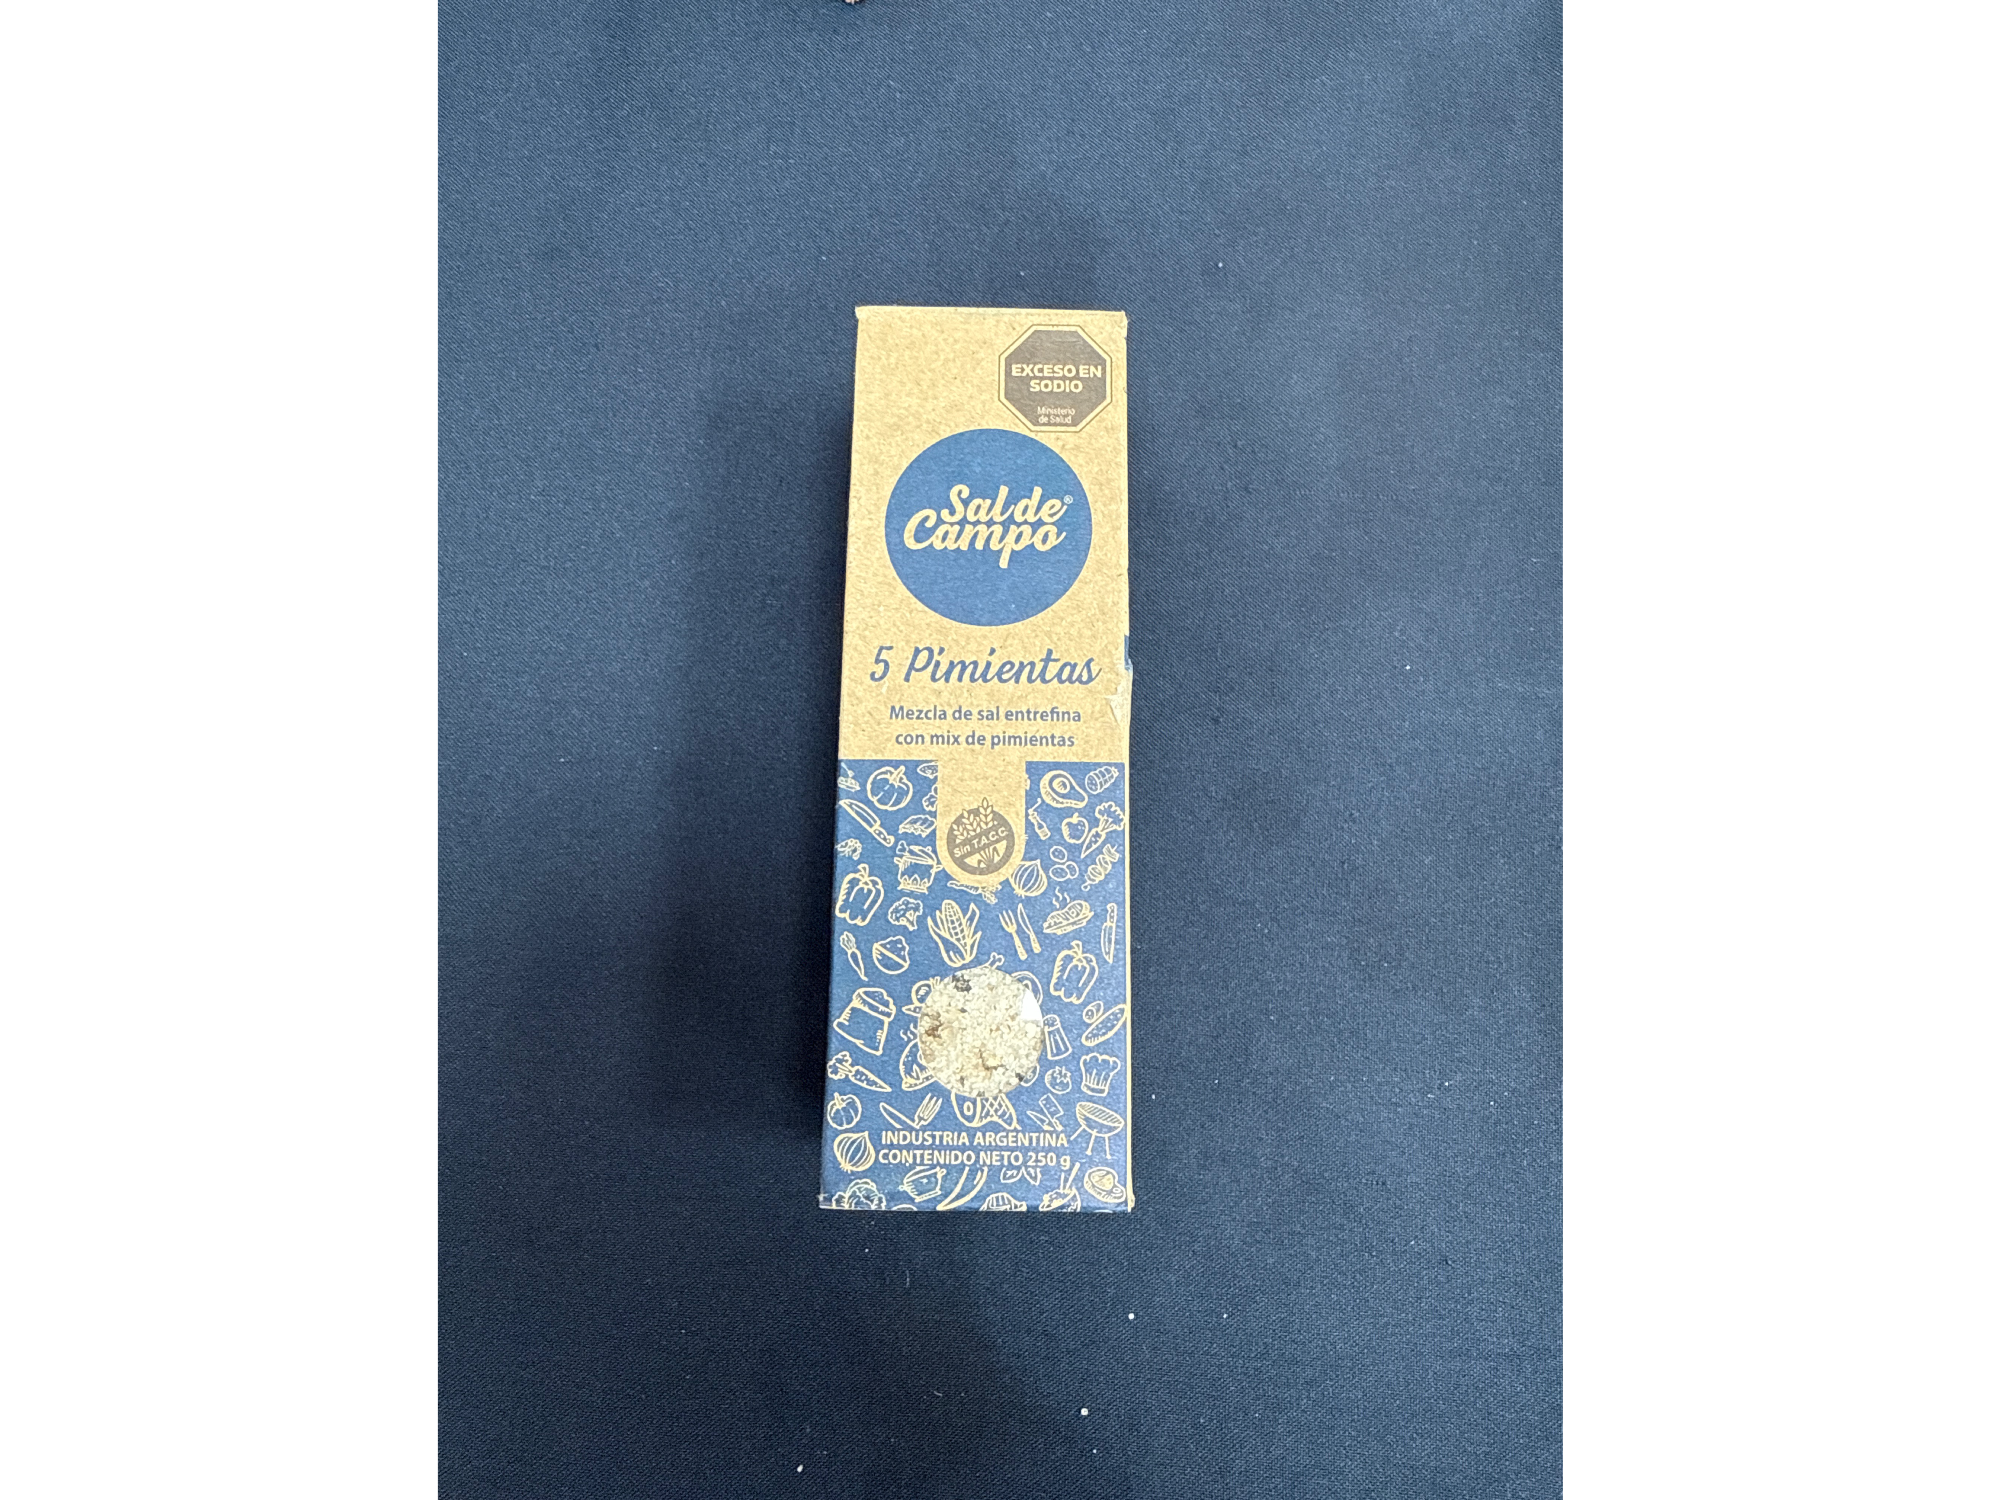 EXCESO EN
SODIO
Ministerio
de Salud
Sal de®
Campo
5 Pimientas
Mezcla de sal entrefina
con mix de pimientas
Sin T.A.C.C.
INDUSTRIA ARGENTINA
CONTENIDO NETO 250 g